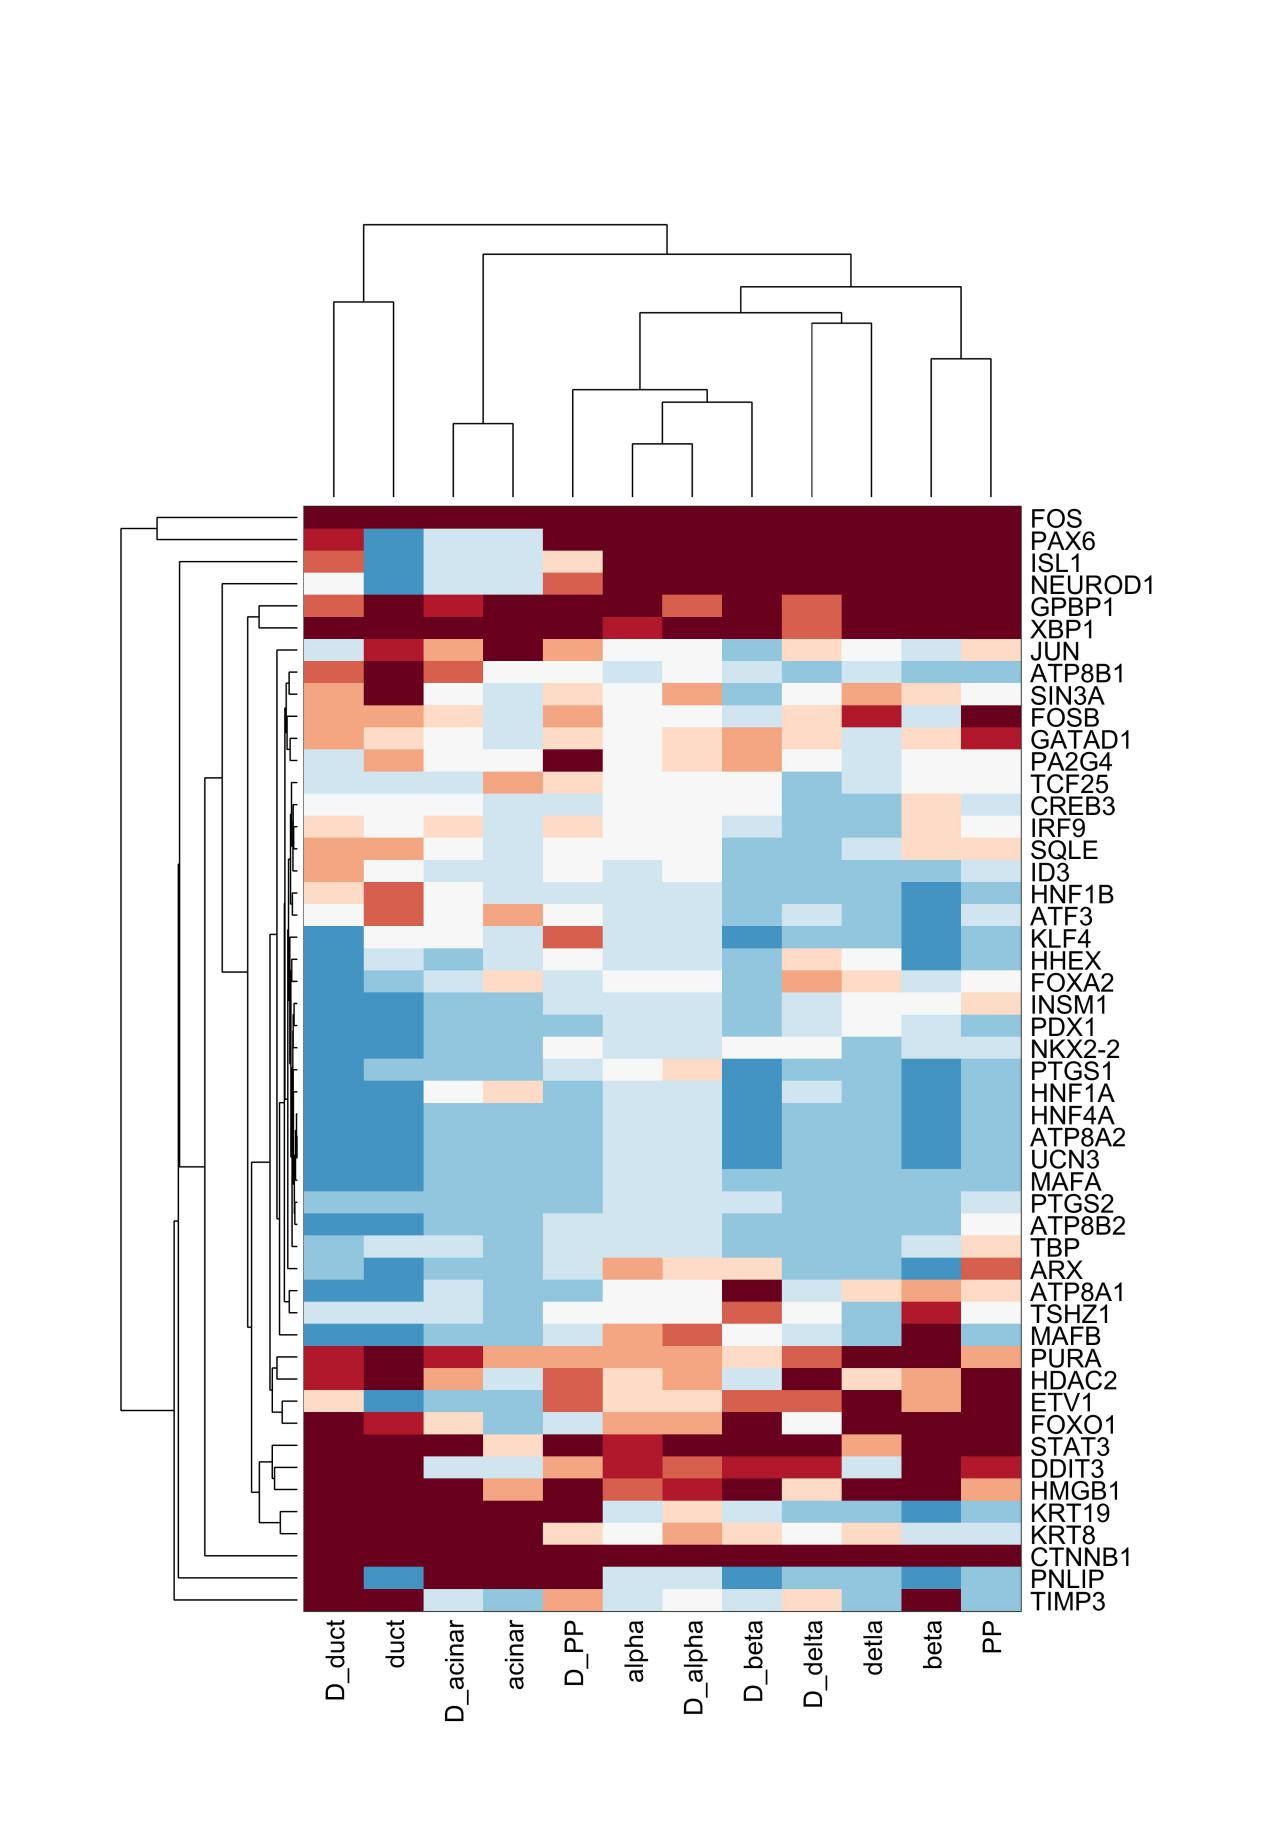 FOS
PAX6
ISL1
NEUROD1
GPBP1
XBP1
JUN
ATP8B1
SIN3A
FOSB
GATAD1
PA2G4
TCF25
CREB3
IRF9
SQLE
ID3
HNF1B
ATF3
KLF4
HHEX
FOXA2
INSM1
PDX1
NKX2-2
PTGS1
HNF1A
HNF4A
ATP8A2
UCN3
MAFA
PTGS2
ATP8B2
TBP
ARX
ATP8A1
TSHZ1
MAFB
PURA
HDAC2
ETV1
FOXO1
STAT3
DDIT3
HMGB1
KRT19
KRT8
CTNNB1
PNLIP
TIMP3
D_duct
duct
D_acinar
acinar
D_PP
alpha
D_alpha
D_beta
D_delta
detla
beta
PP